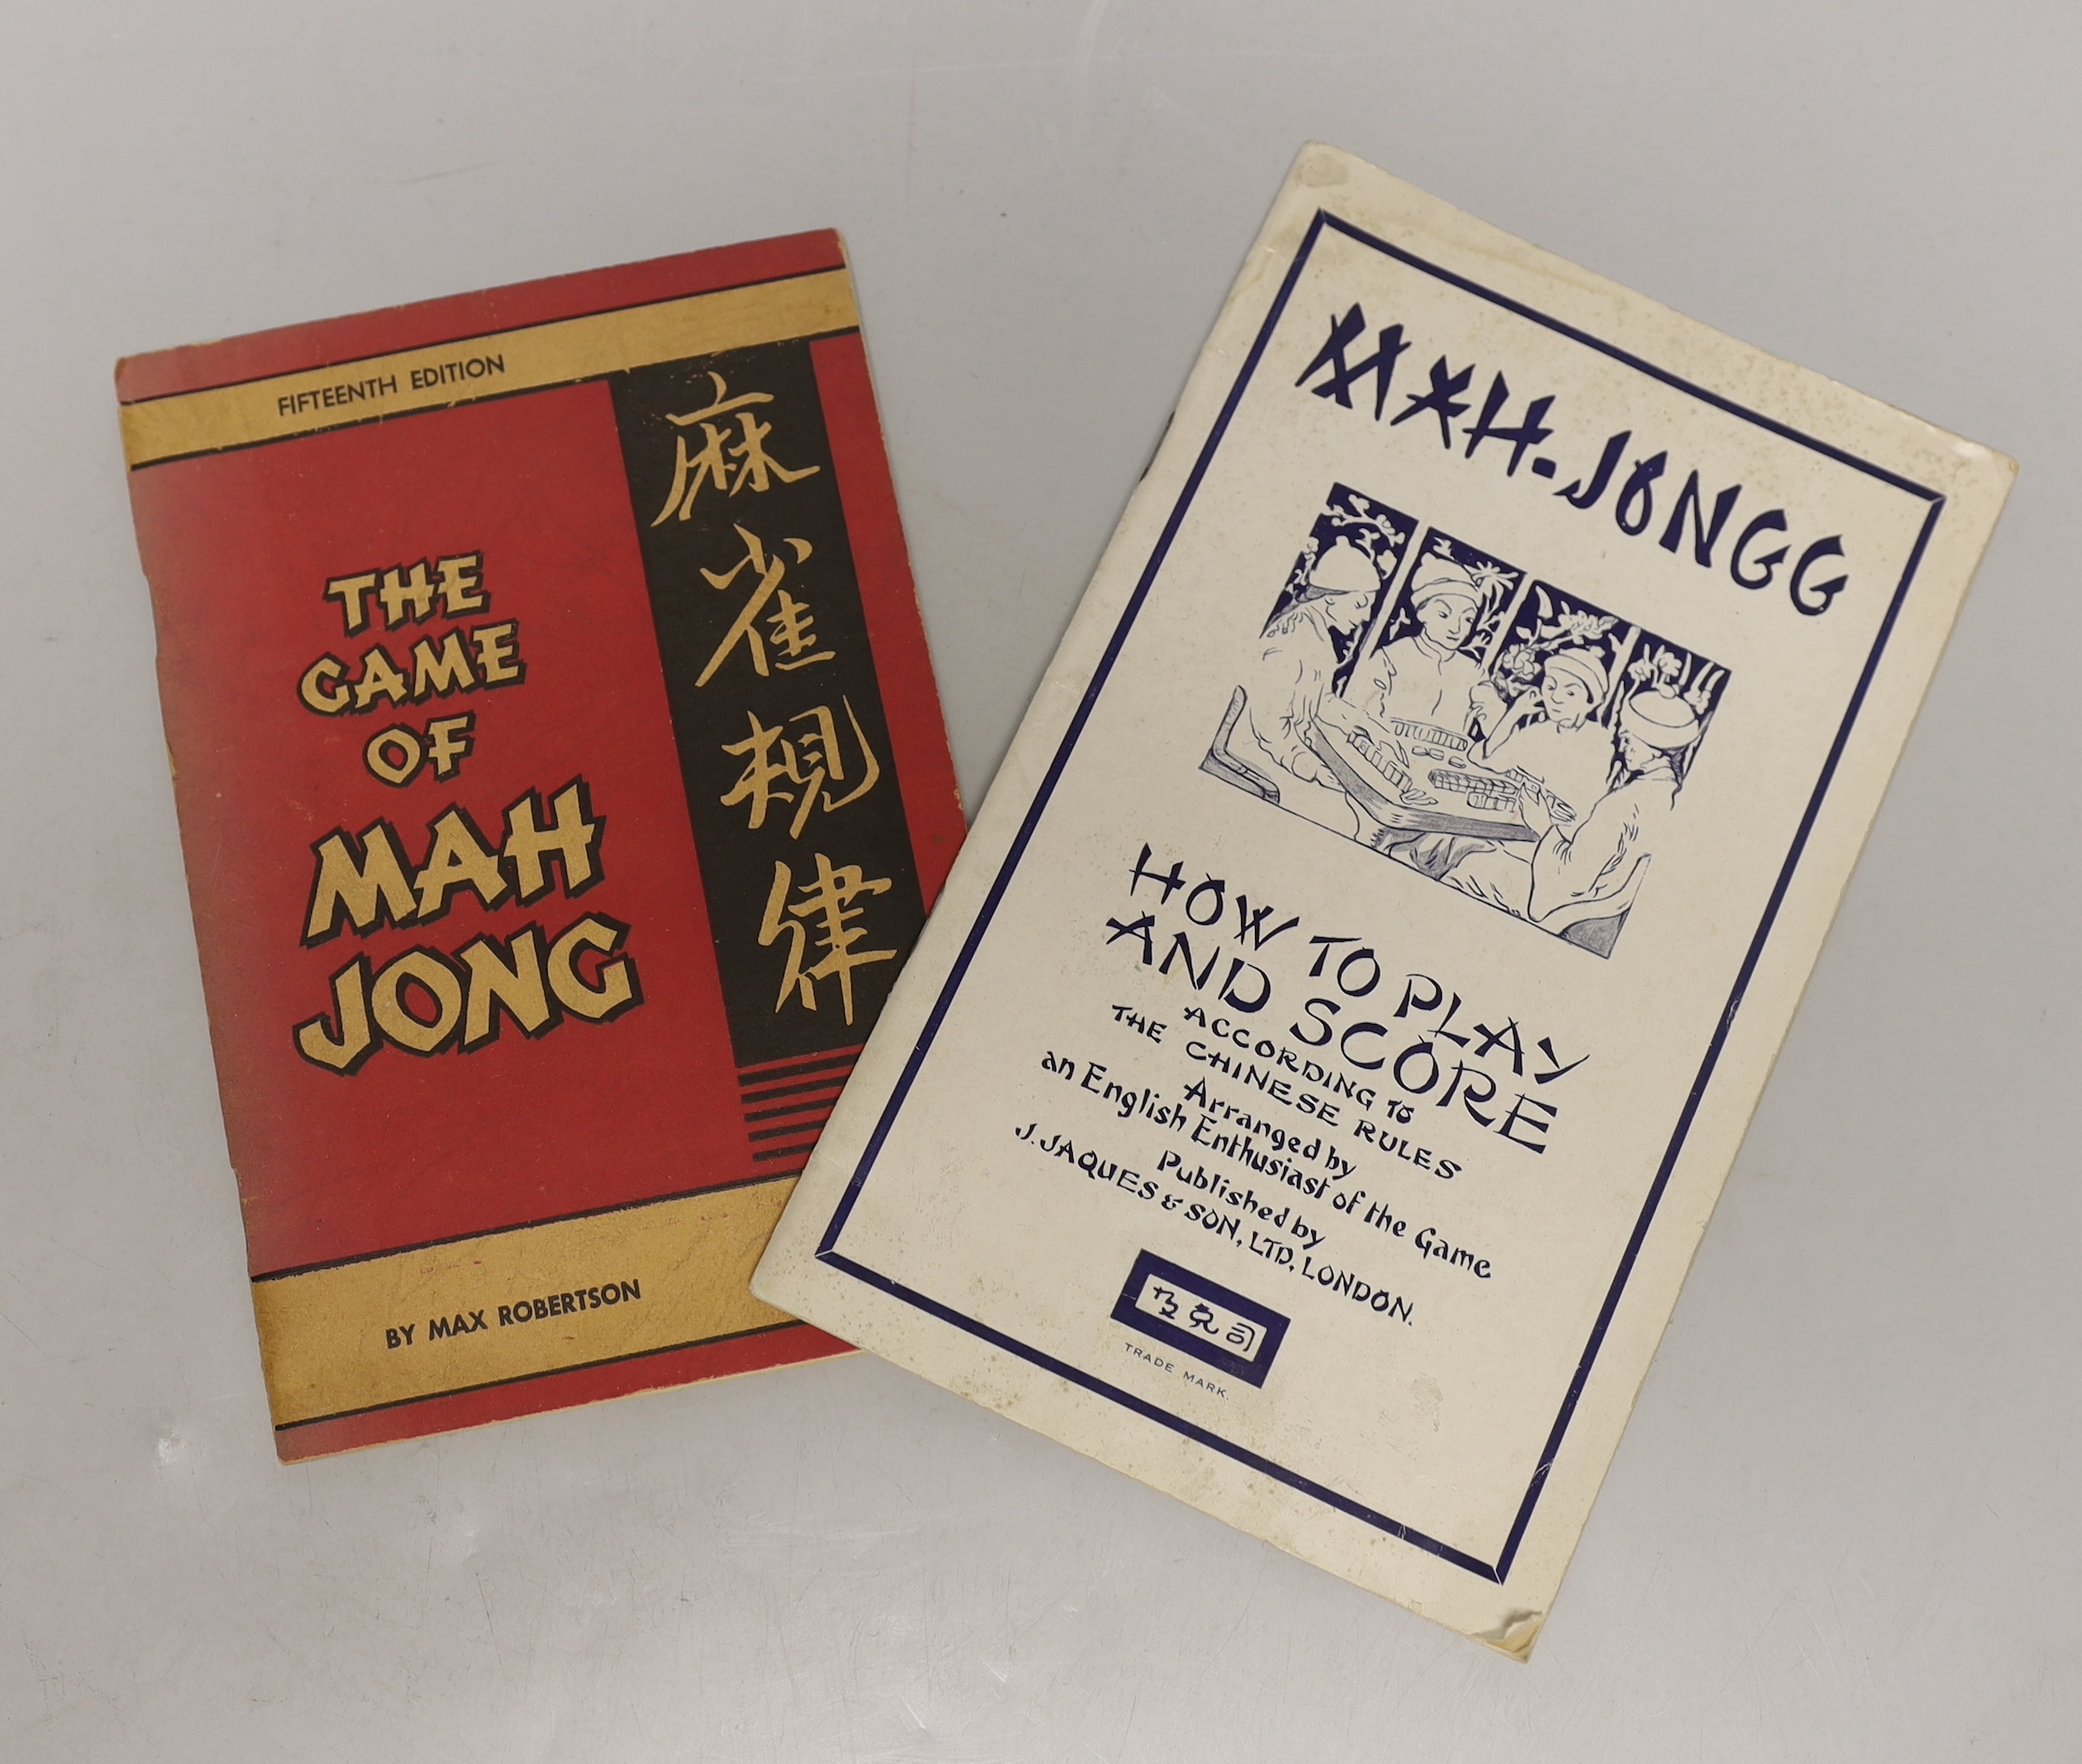 FIFTEENTH EDITION
THE
GAME
OF
MAH
JONG
麻
雀
規
律
BY MAX ROBERTSON
MAH-JONGG
HOW TO PLAY
AND SCORE
ACCORDING TO
THE CHINESE RULES
Arranged by
an English Enthusiast of the Game
Published by
J. JAQUES & SON, LTD, LONDON.
克司
TRADE MARK.